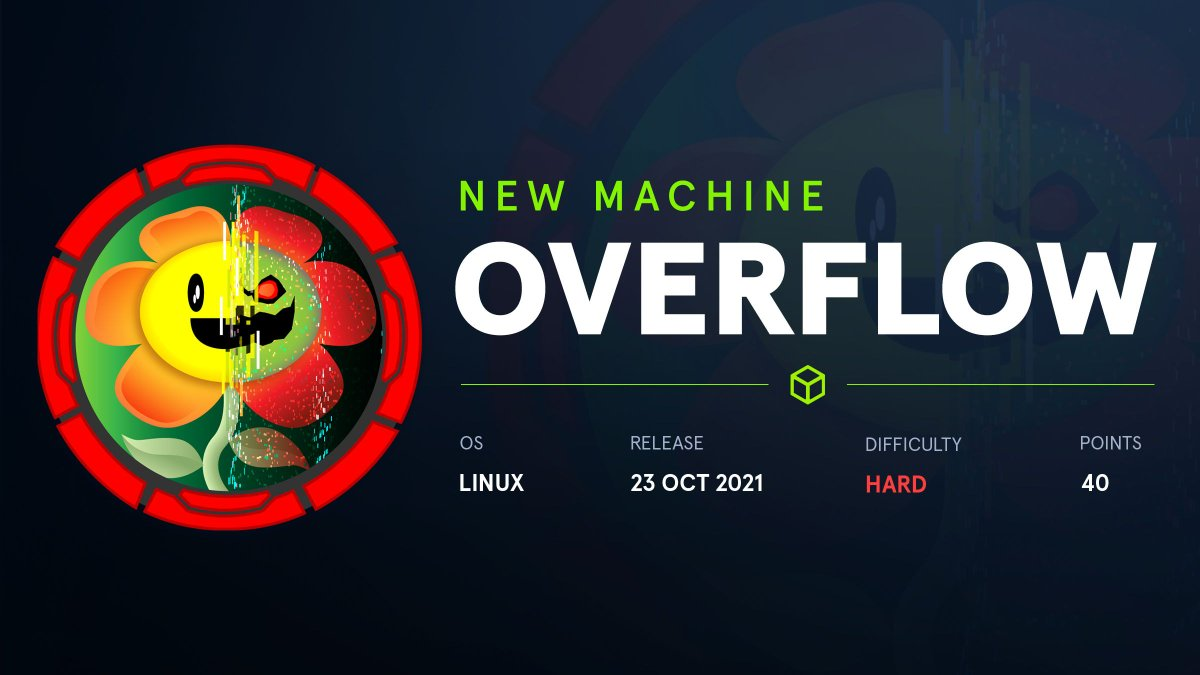 NEW MACHINE
OVERFLOW
OS RELEASE DIFFICULTY POINTS
LINUX 23 OCT 2021 HARD 40